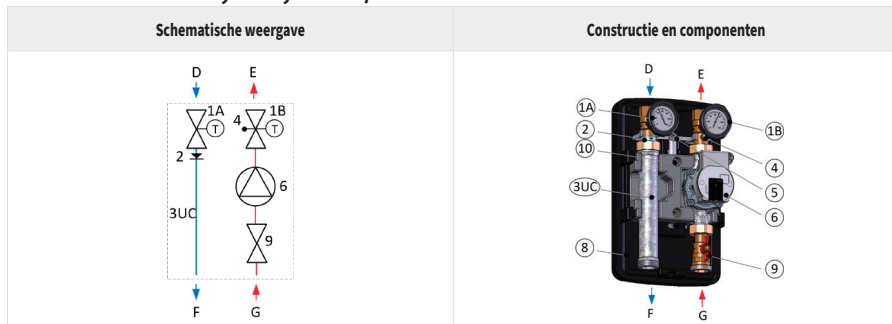 Schematische weergave
Constructie en componenten
D
E
1A
4
1B
T
T
2
6
3UC
9
F
G
D
E
1A
1B
2
10
4
3UC
5
6
8
9
F
G